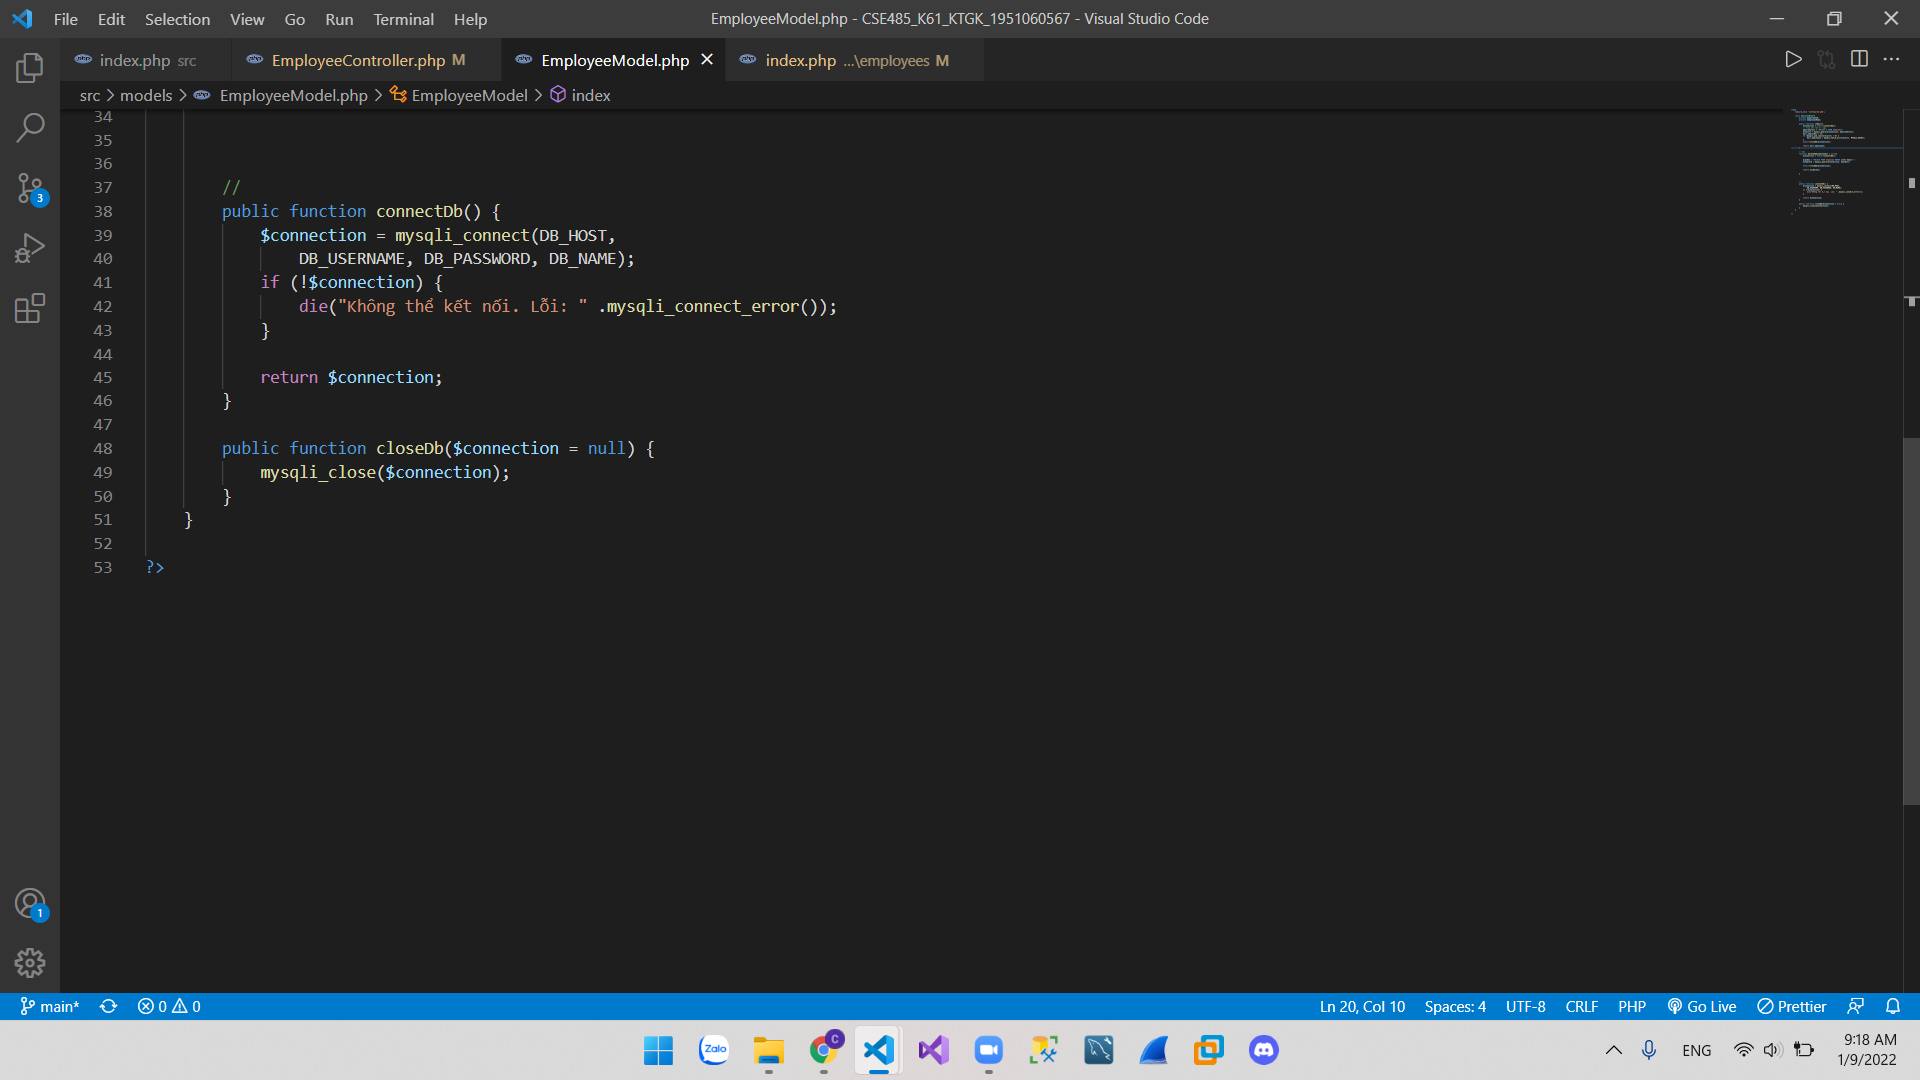 File Edit Selection View Go Run Terminal Help
EmployeeModel.php - CSE485_K61_KTGK_1951060567 - Visual Studio Code
index.php src
EmployeeController.php M
EmployeeModel.php
index.php ...\employees M
src > models > EmployeeModel.php > EmployeeModel > index
34
35
36
37 //
38 public function connectDb() {
39 $connection = mysqli_connect(DB_HOST,
40 DB_USERNAME, DB_PASSWORD, DB_NAME);
41 if (!$connection) {
42 die("Không thể kết nối. Lỗi: " .mysqli_connect_error());
43 }
44
45 return $connection;
46 }
47
48 public function closeDb($connection = null) {
49 mysqli_close($connection);
50 }
51 }
52
53 ?>
3
1
main* 0 0
Ln 20, Col 10 Spaces: 4 UTF-8 CRLF PHP Go Live Prettier
Zalo
C
ENG
9:18 AM
1/9/2022